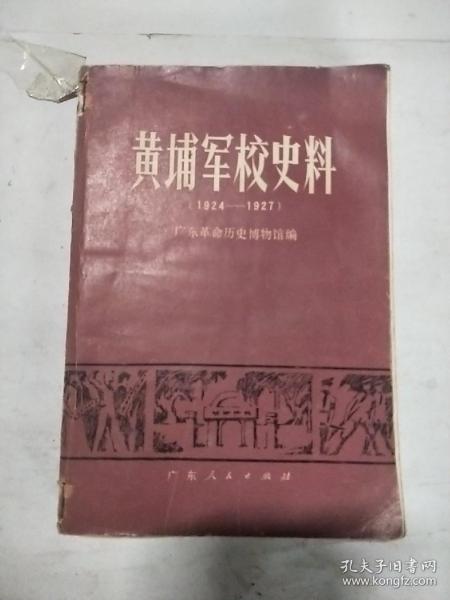 黄埔军校史料
(1924—1927)
广东革命历史博物馆编
广东人民出版社
孔夫子旧书网
www.kongfz.com